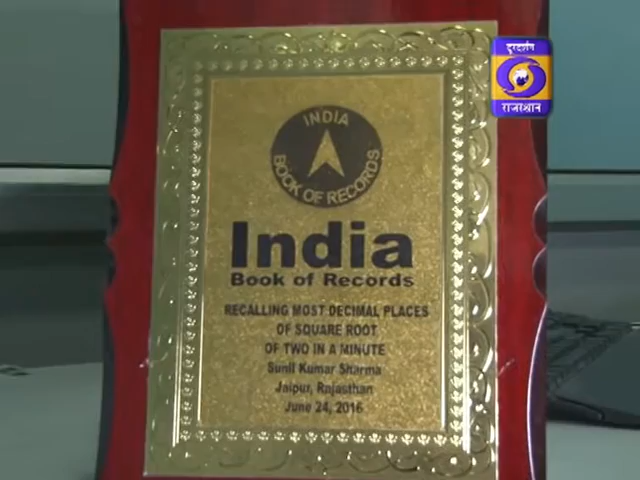 दूरदर्शन
राजस्थान
INDIA
BOOK OF RECORDS
India
Book of Records
RECALLING MOST DECIMAL PLACES
OF SQUARE ROOT
OF TWO IN A MINUTE
Sunil Kumar Sharma
Jaipur, Rajasthan
June 24, 2016